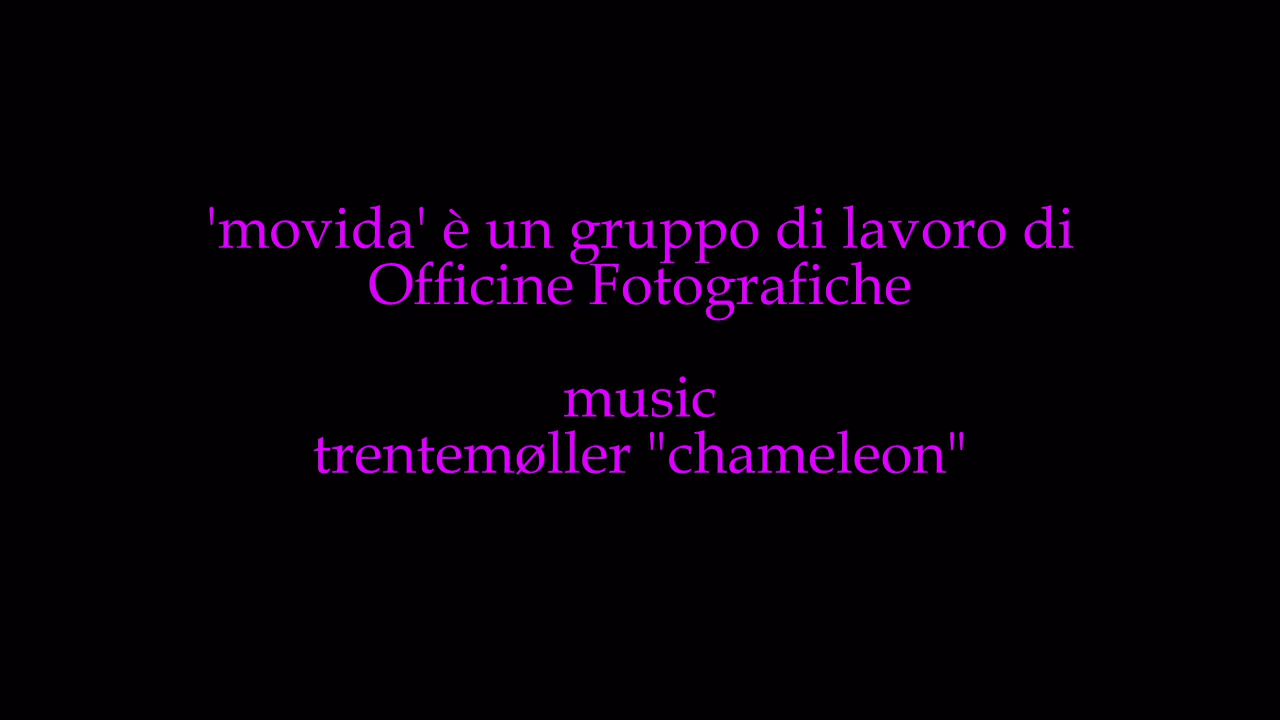 'movida' è un gruppo di lavoro di
Officine Fotografiche
music
trentemøller "chameleon"